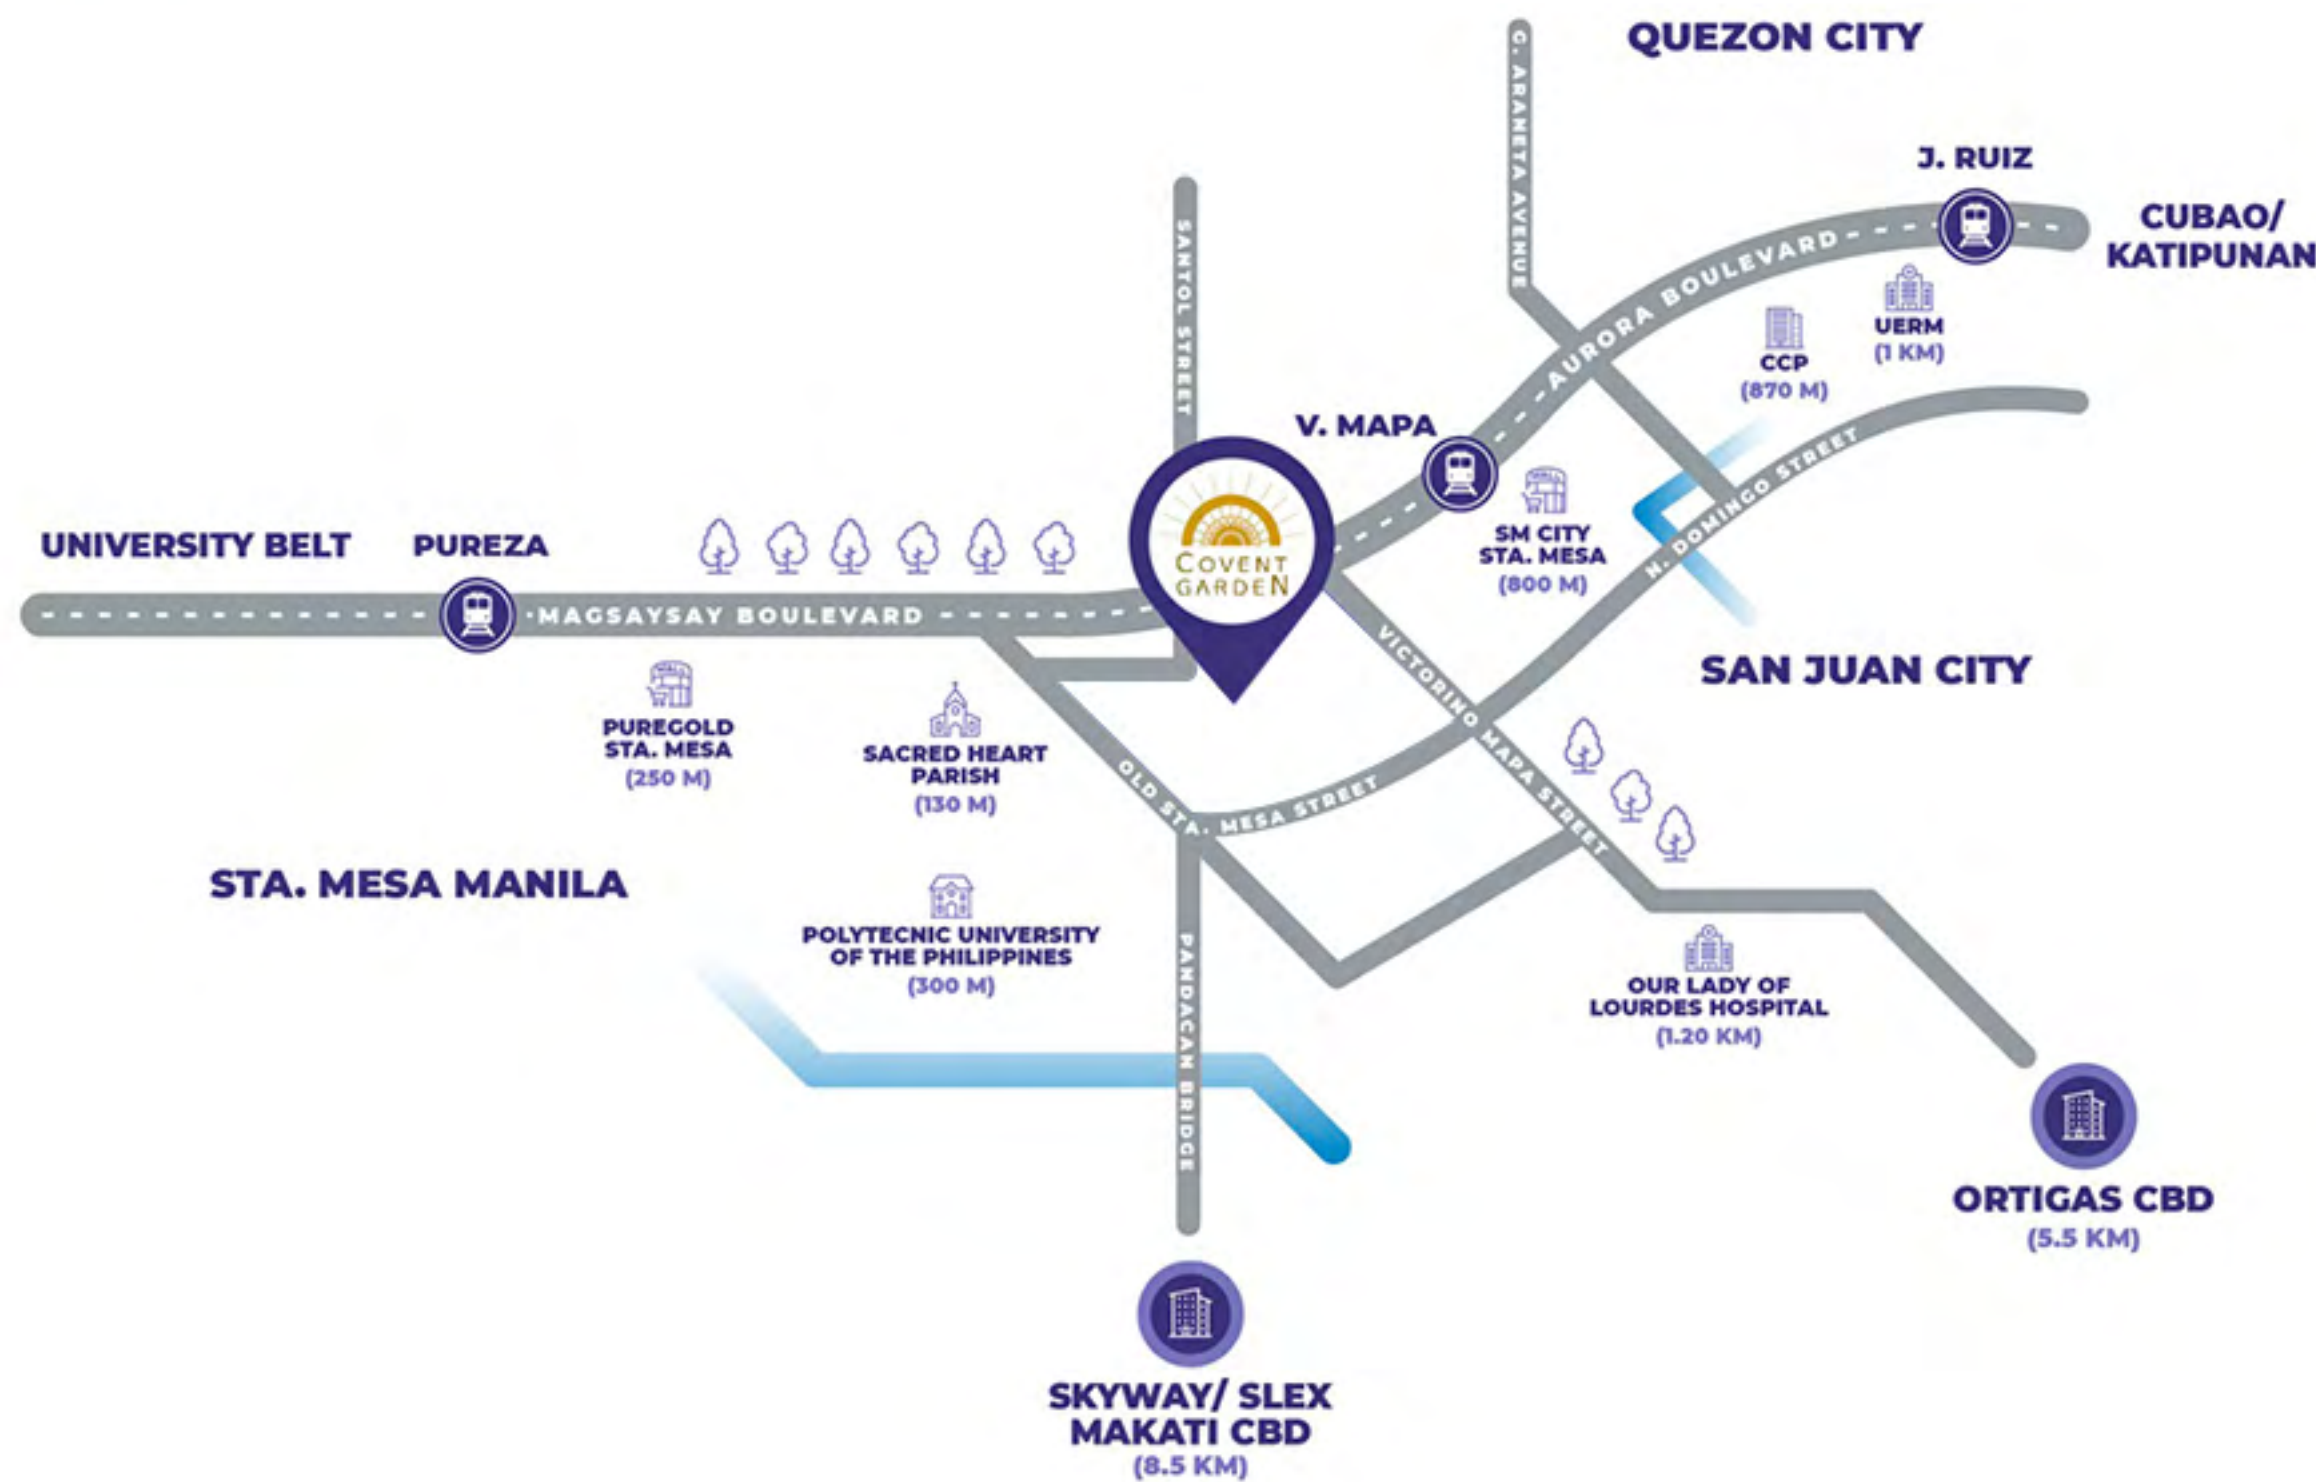 QUEZON CITY
G. ARANETA AVENUE
J. RUIZ
CUBAO/
KATIPUNAN
SANTOL STREET
AURORA BOULEVARD
UERM
(1 KM)
CCP
(870 M)
V. MAPA
SM CITY
STA. MESA
(800 M)
N. DOMINGO STREET
UNIVERSITY BELT
PUREZA
COVENT
GARDEN
MAGSAYSAY BOULEVARD
VICTORINO MAPA STREET
SAN JUAN CITY
MALL
PUREGOLD
STA. MESA
(250 M)
SACRED HEART
PARISH
(130 M)
OLD STA. MESA STREET
STA. MESA MANILA
POLYTECNIC UNIVERSITY
OF THE PHILIPPINES
(300 M)
PANDACAN BRIDGE
OUR LADY OF
LOURDES HOSPITAL
(1.20 KM)
ORTIGAS CBD
(5.5 KM)
SKYWAY/ SLEX
MAKATI CBD
(8.5 KM)